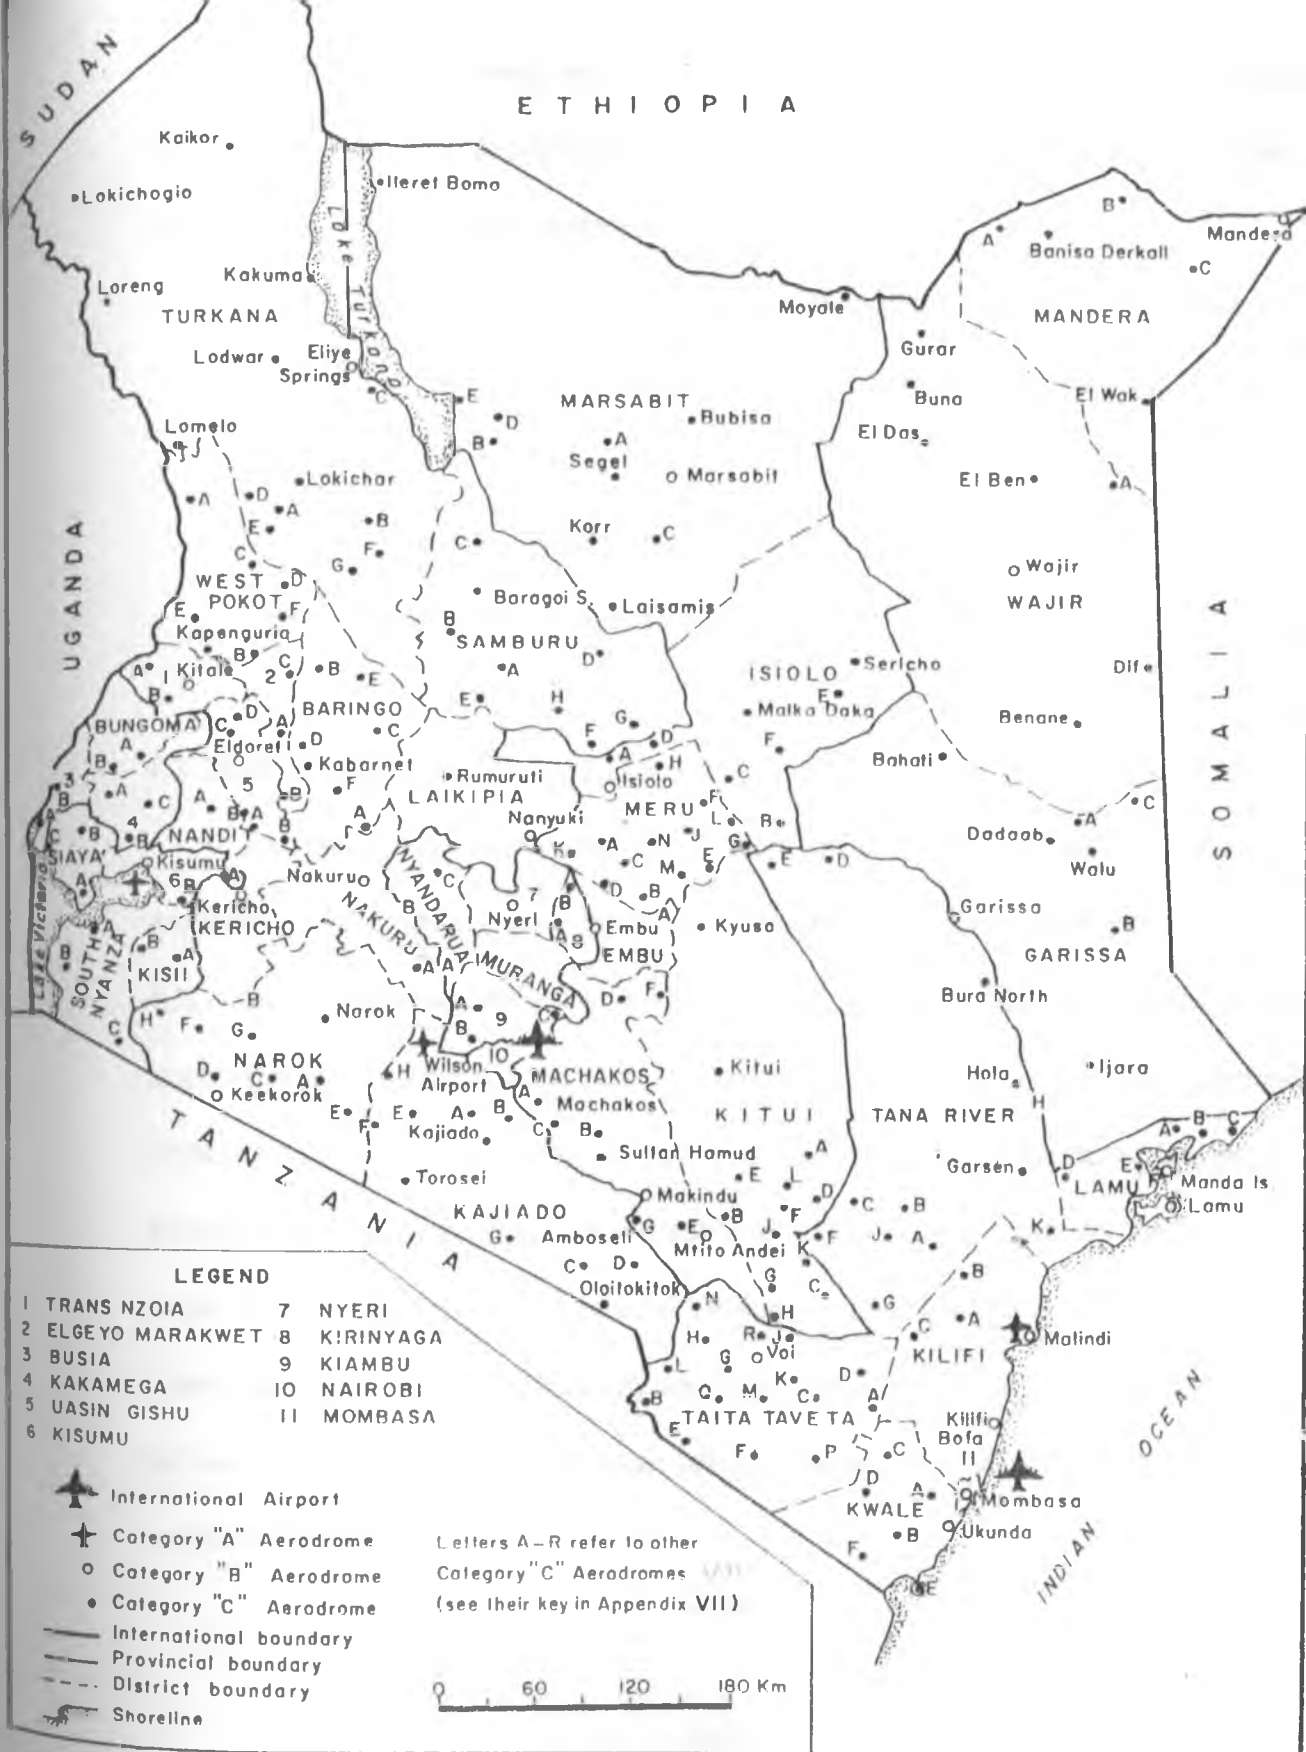 SUDAN
ETHIOPIA
Kaikor
Lokichogio
Ileret Boma
Lake Turkana
B
A
Banisa Derkali
Mandera
C
Kakuma
Loreng
TURKANA
Moyale
MANDERA
Lodwar
Eliye
Springs
C
Gurar
Buna
El Wak
E
D
B
MARSABIT
Bubisa
A
Segel
Marsabit
El Das
El Ben
A
Lomelo
Lokichar
A
D
A
E
B
F
C
G
Korr
C
C
UGANDA
WEST
POKOT
D
E
F
Kapenguria
Baragoi S.
Laisamis
B
SAMBURU
D
A
E
H
G
F
D
Wajir
WAJIR
SOMALIA
Dif
ISIOLO
Sericho
E
Malka Daka
F
Benane
Bahati
A
1
Kitale
B
C
2
B
E
B
BUNGOMA
C
D
A
BARINGO
C
Eldoret
D
Kabarnet
A
B
3
B
A
C
A
5
B
F
Rumuruti
LAIKIPIA
A
H
Isiolo
C
MERU
F
C
A
Dadaab
Walu
A
C
B
4
B
NANDI
B
A
B
A
Nanyuki
K
A
N
J
L
B
G
C
M
E
E
D
SIAYA
Kisumu
A
6
B
A
Nakuru
NYANDARUA
C
B
7
Nyeri
B
D
B
A
Kericho
KERICHO
NAKURU
A
8
Embu
EMBU
Kyuso
Garissa
B
GARISSA
Lake Victoria
A
B
SOUTH
NYANZA
B
A
KISII
A
A
MURANGA
D
F
Bura North
C
H
F
G
B
Narok
A
9
B
C
NAROK
D
C
A
Keekorok
H
Wilson
Airport
10
MACHAKOS
A
Machakos
Kitui
KITUI
Hola
H
TANA RIVER
Ijara
E
F
E
A
B
Kajiado
C
B
Sultan Hamud
A
E
L
D
A
B
C
E
Manda Is
Lamu
LAMU
D
Garsen
TANZANIA
Torosei
KAJIADO
G
Amboseli
C
D
Oloitokitok
Makindu
G
E
B
Mtito Andei
F
J
K
F
C
B
J
A
K
G
C
H
N
B
G
A
C
KILIFI
Malindi
H
R
J
G
Voi
L
B
Q
M
K
C
D
A
TAITA TAVETA
E
F
P
C
Kilifi
Bofa
11
D
A
KWALE
Mombasa
B
Ukunda
F
E
INDIAN OCEAN
LEGEND
1 TRANS NZOIA 7 NYERI
2 ELGEYO MARAKWET 8 KIRINYAGA
3 BUSIA 9 KIAMBU
4 KAKAMEGA 10 NAIROBI
5 UASIN GISHU 11 MOMBASA
6 KISUMU
International Airport
Category "A" Aerodrome
Category "B" Aerodrome
Category "C" Aerodrome
Letters A-R refer to other
Category "C" Aerodromes
(see their key in Appendix VII)
International boundary
Provincial boundary
District boundary
Shoreline
0 60 120 180 Km